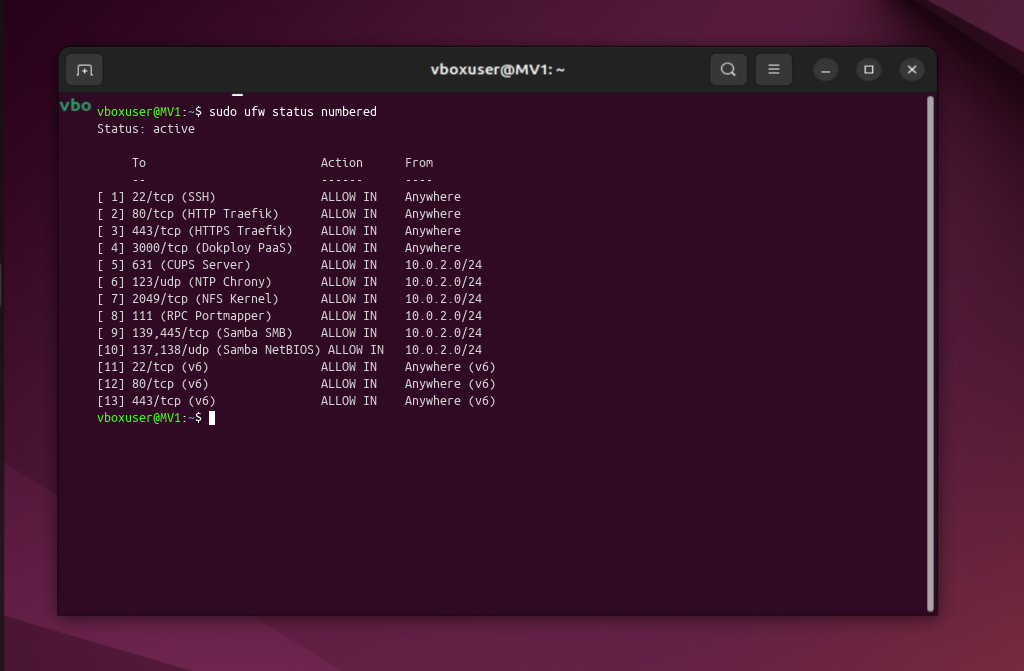 vboxuser@MV1: ~
vbo
vboxuser@MV1:~$ sudo ufw status numbered
Status: active
To Action From
-- ------ ----
[ 1] 22/tcp (SSH) ALLOW IN Anywhere
[ 2] 80/tcp (HTTP Traefik) ALLOW IN Anywhere
[ 3] 443/tcp (HTTPS Traefik) ALLOW IN Anywhere
[ 4] 3000/tcp (Dokploy PaaS) ALLOW IN Anywhere
[ 5] 631 (CUPS Server) ALLOW IN 10.0.2.0/24
[ 6] 123/udp (NTP Chrony) ALLOW IN 10.0.2.0/24
[ 7] 2049/tcp (NFS Kernel) ALLOW IN 10.0.2.0/24
[ 8] 111 (RPC Portmapper) ALLOW IN 10.0.2.0/24
[ 9] 139,445/tcp (Samba SMB) ALLOW IN 10.0.2.0/24
[10] 137,138/udp (Samba NetBIOS) ALLOW IN 10.0.2.0/24
[11] 22/tcp (v6) ALLOW IN Anywhere (v6)
[12] 80/tcp (v6) ALLOW IN Anywhere (v6)
[13] 443/tcp (v6) ALLOW IN Anywhere (v6)
vboxuser@MV1:~$